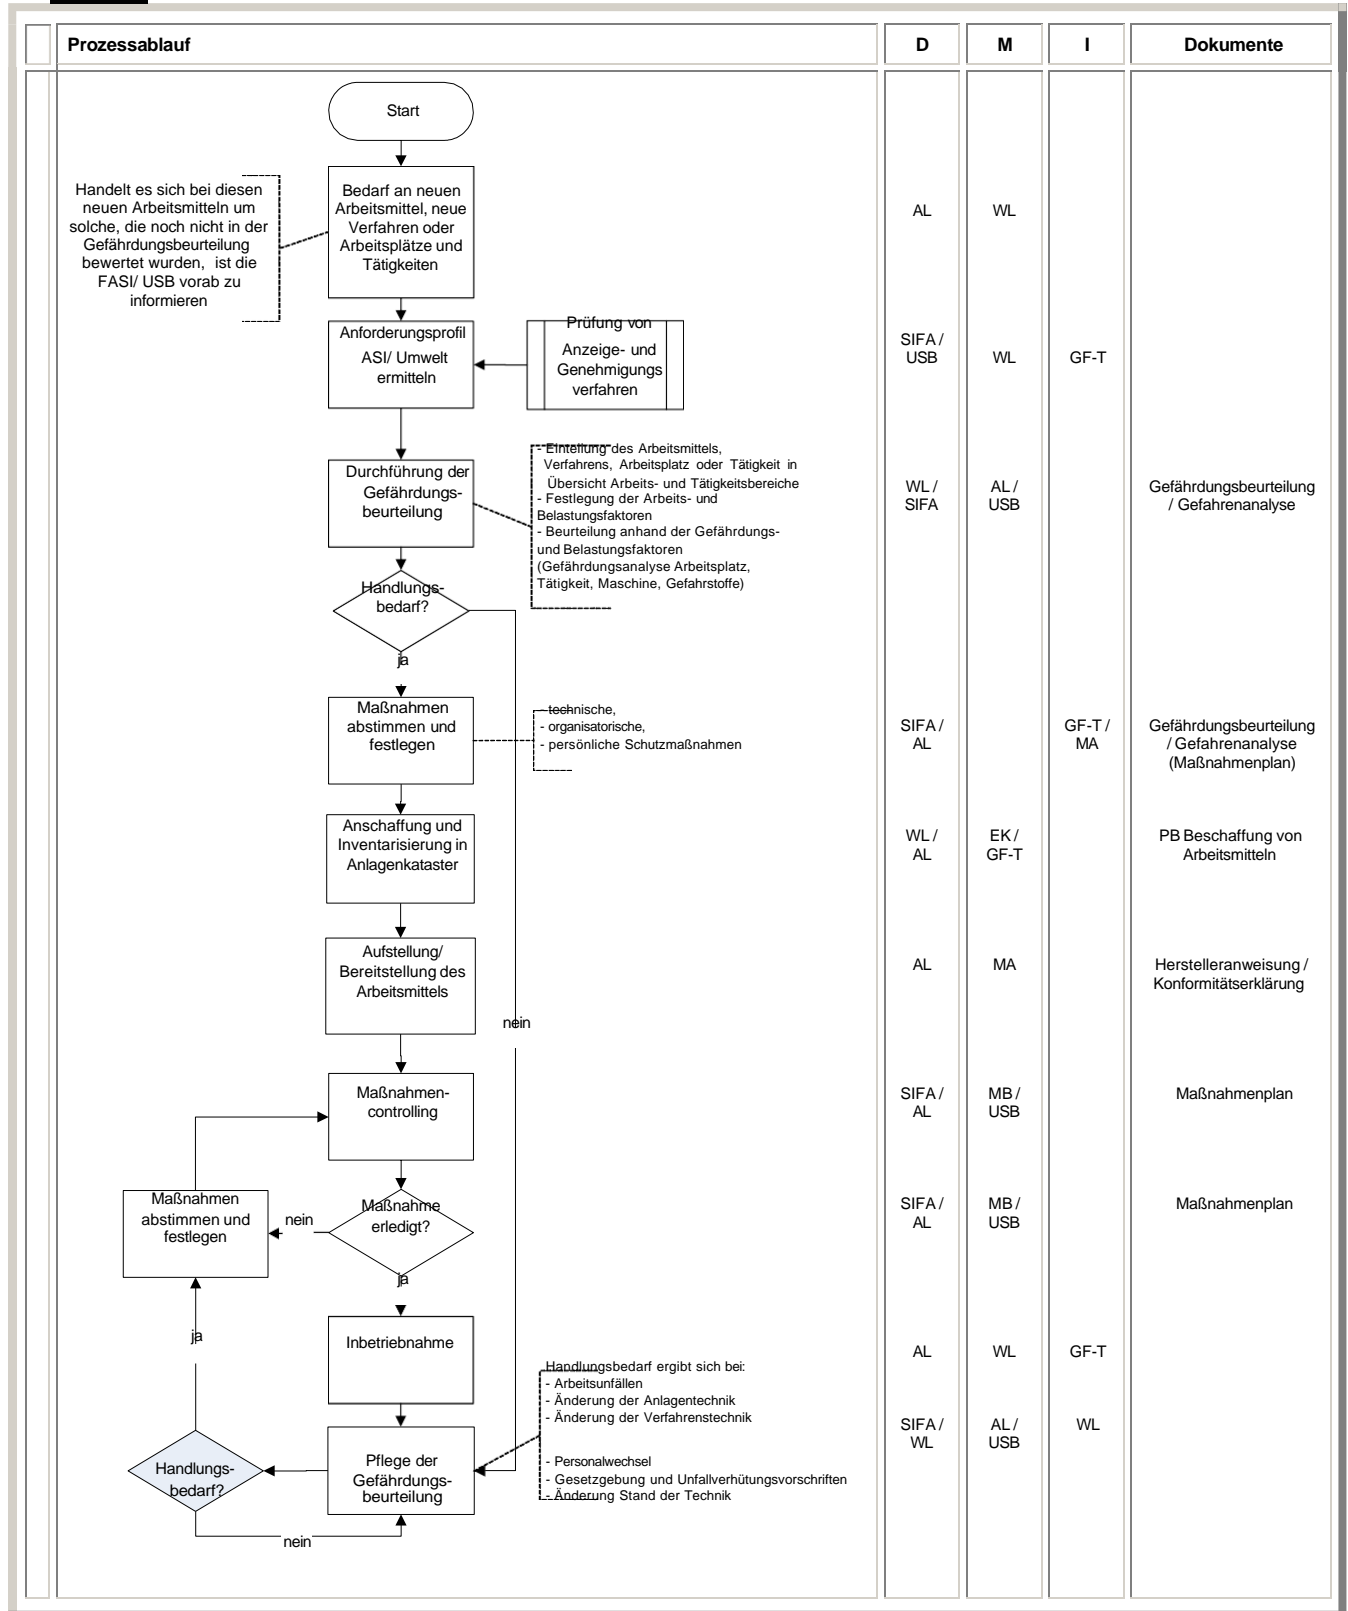 Prozessablauf
D
M
I
Dokumente
Start
Handelt es sich bei diesen
neuen Arbeitsmitteln um
solche, die noch nicht in der
Gefährdungsbeurteilung
bewertet wurden, ist die
FASI/ USB vorab zu
informieren
Bedarf an neuen
Arbeitsmittel, neue
Verfahren oder
Arbeitsplätze und
Tätigkeiten
AL
WL
Anforderungsprofil
ASI/ Umwelt
ermitteln
Prüfung von
Anzeige- und
Genehmigungs
verfahren
SIFA /
USB
WL
GF-T
Durchführung der
Gefährdungs-
beurteilung
- Einteilung des Arbeitsmittels,
Verfahrens, Arbeitsplatz oder Tätigkeit in
Übersicht Arbeits- und Tätigkeitsbereiche
- Festlegung der Arbeits- und
Belastungsfaktoren
- Beurteilung anhand der Gefährdungs-
und Belastungsfaktoren
(Gefährdungsanalyse Arbeitsplatz,
Tätigkeit, Maschine, Gefahrstoffe)
WL /
SIFA
AL /
USB
Gefährdungsbeurteilung
/ Gefahrenanalyse
Handlungs-
bedarf?
ja
Maßnahmen
abstimmen und
festlegen
- technische,
- organisatorische,
- persönliche Schutzmaßnahmen
SIFA /
AL
GF-T /
MA
Gefährdungsbeurteilung
/ Gefahrenanalyse
(Maßnahmenplan)
Anschaffung und
Inventarisierung in
Anlagenkataster
WL /
AL
EK /
GF-T
PB Beschaffung von
Arbeitsmitteln
Aufstellung/
Bereitstellung des
Arbeitsmittels
AL
MA
Herstelleranweisung /
Konformitätserklärung
nein
Maßnahmen-
controlling
SIFA /
AL
MB /
USB
Maßnahmenplan
Maßnahmen
abstimmen und
festlegen
nein
Maßnahme
erledigt?
SIFA /
AL
MB /
USB
Maßnahmenplan
ja
ja
Inbetriebnahme
AL
WL
GF-T
Handlungsbedarf ergibt sich bei:
- Arbeitsunfällen
- Änderung der Anlagentechnik
- Änderung der Verfahrenstechnik
- Personalwechsel
- Gesetzgebung und Unfallverhütungsvorschriften
- Änderung Stand der Technik
SIFA /
WL
AL /
USB
WL
Handlungs-
bedarf?
Pflege der
Gefährdungs-
beurteilung
nein